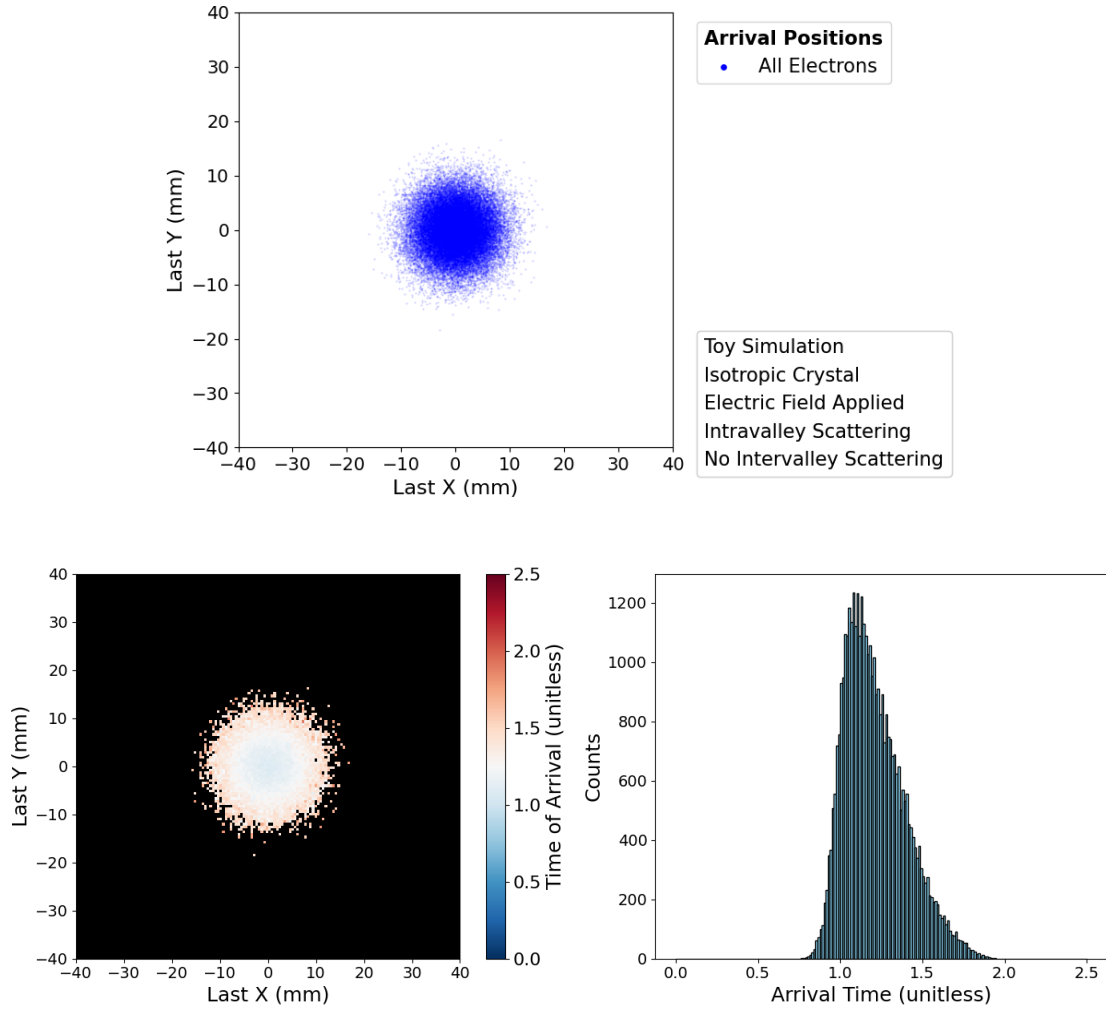 40
30
20
10
0
−10
−20
−30
−40
Last Y (mm)
−40 −30 −20 −10 0 10 20 30 40
Last X (mm)
Arrival Positions
All Electrons
Toy Simulation
Isotropic Crystal
Electric Field Applied
Intravalley Scattering
No Intervalley Scattering
40
30
20
10
0
−10
−20
−30
−40
Last Y (mm)
−40 −30 −20 −10 0 10 20 30 40
Last X (mm)
2.5
2.0
1.5
1.0
0.5
0.0
Time of Arrival (unitless)
1200
1000
800
600
400
200
0
Counts
0.0 0.5 1.0 1.5 2.0 2.5
Arrival Time (unitless)